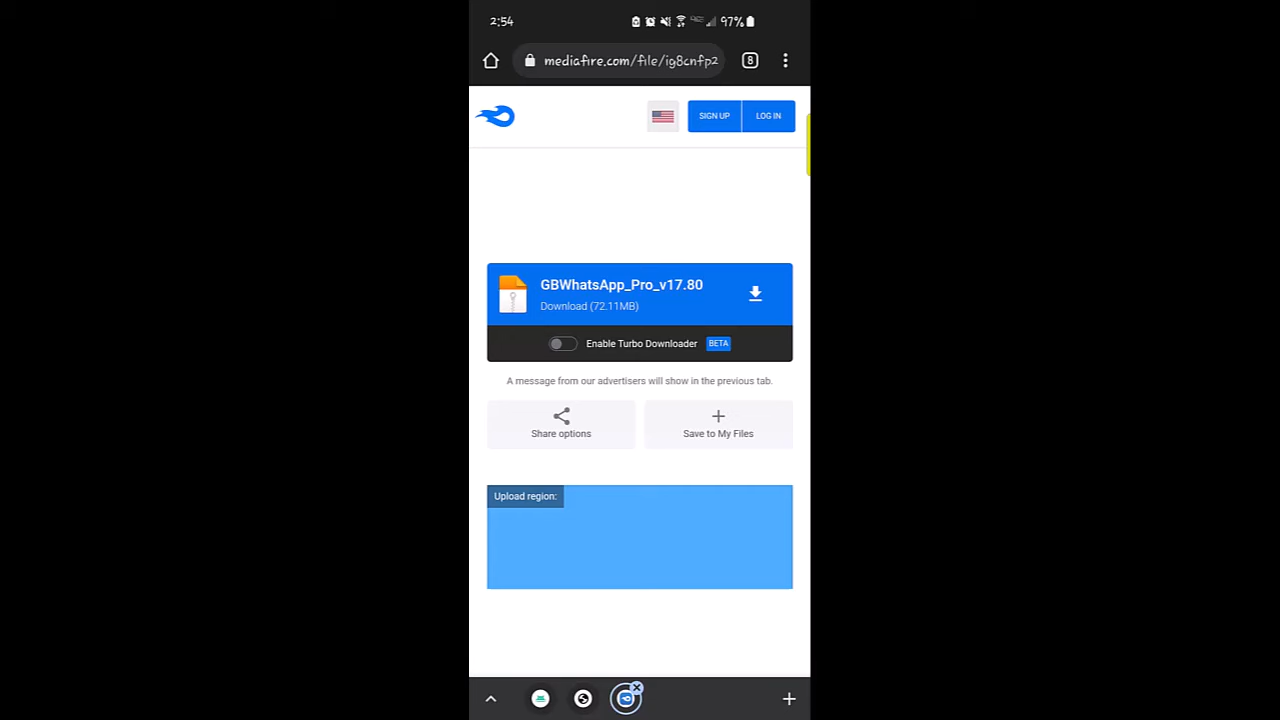 2:54 97%
mediafire.com/file/ig8cnfp2 8
SIGN UP LOG IN
GBWhatsApp_Pro_v17.80
Download (72.11MB)
Enable Turbo Downloader BETA
A message from our advertisers will show in the previous tab.
Share options Save to My Files
Upload region: